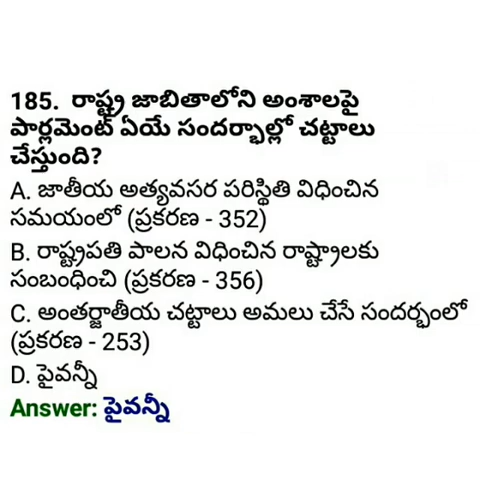 185. రాష్ట్ర జాబితాలోని అంశాలపై
పార్లమెంట్ ఏయే సందర్భాల్లో చట్టాలు
చేస్తుంది?
A. జాతీయ అత్యవసర పరిస్థితి విధించిన
సమయంలో (ప్రకరణ - 352)
B. రాష్ట్రపతి పాలన విధించిన రాష్ట్రాలకు
సంబంధించి (ప్రకరణ - 356)
C. అంతర్జాతీయ చట్టాలు అమలు చేసే సందర్భంలో
(ప్రకరణ - 253)
D. పైవన్నీ
Answer: పైవన్నీ